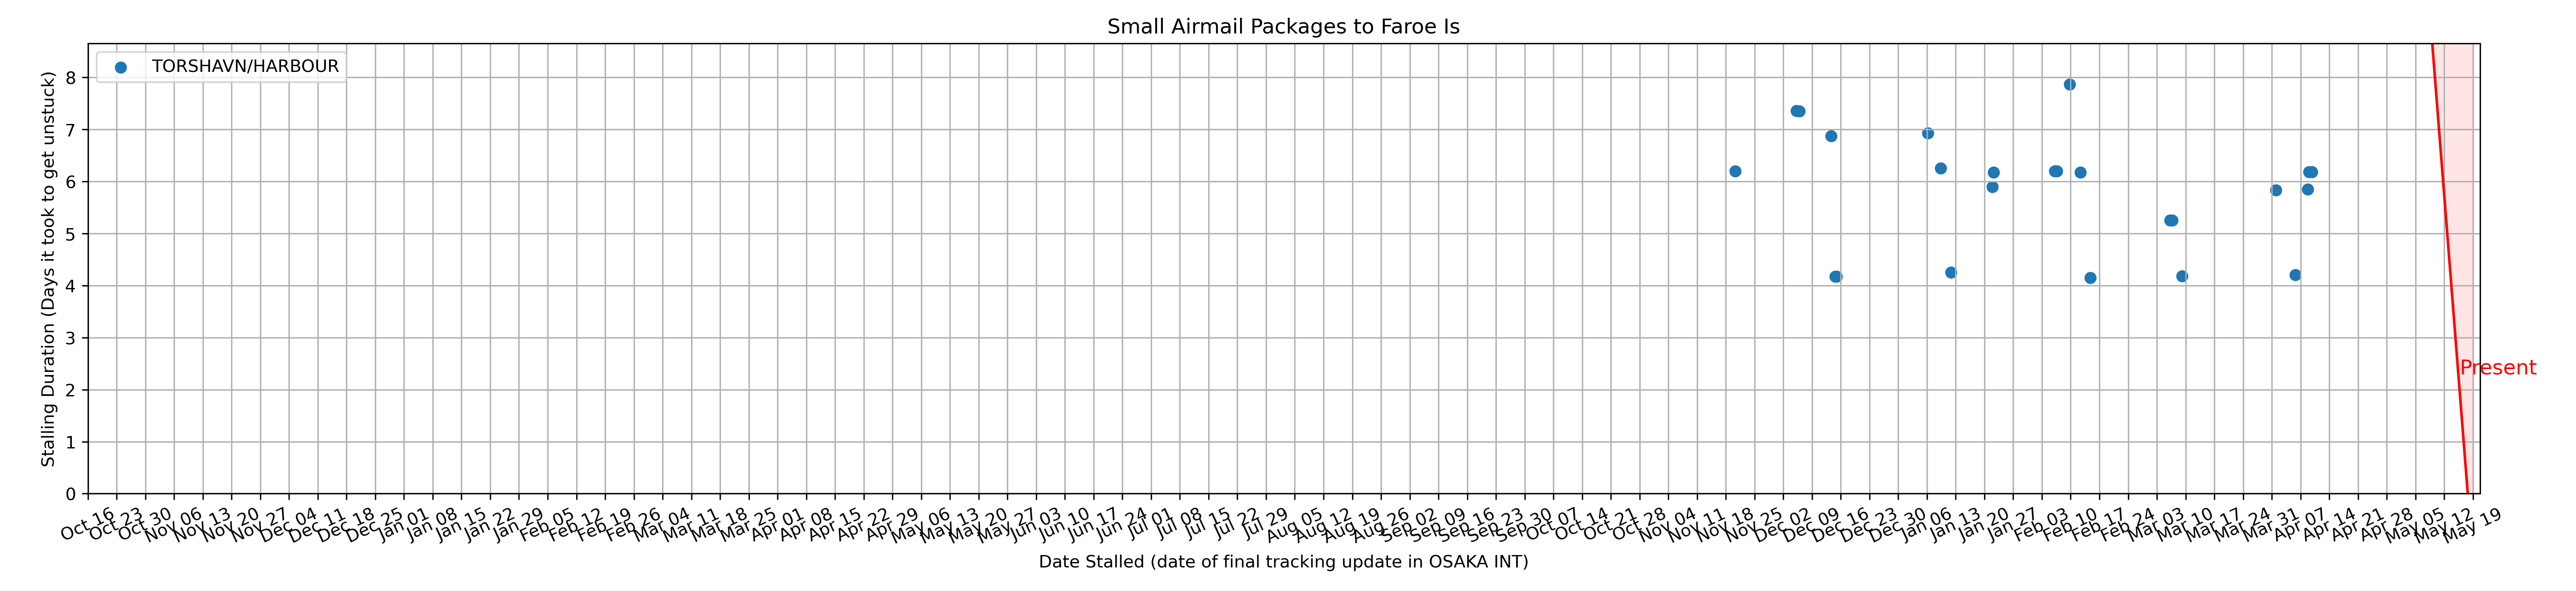 Small Airmail Packages to Faroe Is
TORSHAVN/HARBOUR
Stalling Duration (Days it took to get unstuck)
8
7
6
5
4
3
2
1
0
Present
Oct 16
Oct 23
Oct 30
Nov 06
Nov 13
Nov 20
Nov 27
Dec 04
Dec 11
Dec 18
Dec 25
Jan 01
Jan 08
Jan 15
Jan 22
Jan 29
Feb 05
Feb 12
Feb 19
Feb 26
Mar 04
Mar 11
Mar 18
Mar 25
Apr 01
Apr 08
Apr 15
Apr 22
Apr 29
May 06
May 13
May 20
May 27
Jun 03
Jun 10
Jun 17
Jun 24
Jul 01
Jul 08
Jul 15
Jul 22
Jul 29
Aug 05
Aug 12
Aug 19
Aug 26
Sep 02
Sep 09
Sep 16
Sep 23
Sep 30
Oct 07
Oct 14
Oct 21
Oct 28
Nov 04
Nov 11
Nov 18
Nov 25
Dec 02
Dec 09
Dec 16
Dec 23
Dec 30
Jan 06
Jan 13
Jan 20
Jan 27
Feb 03
Feb 10
Feb 17
Feb 24
Mar 03
Mar 10
Mar 17
Mar 24
Mar 31
Apr 07
Apr 14
Apr 21
Apr 28
May 05
May 12
May 19
Date Stalled (date of final tracking update in OSAKA INT)